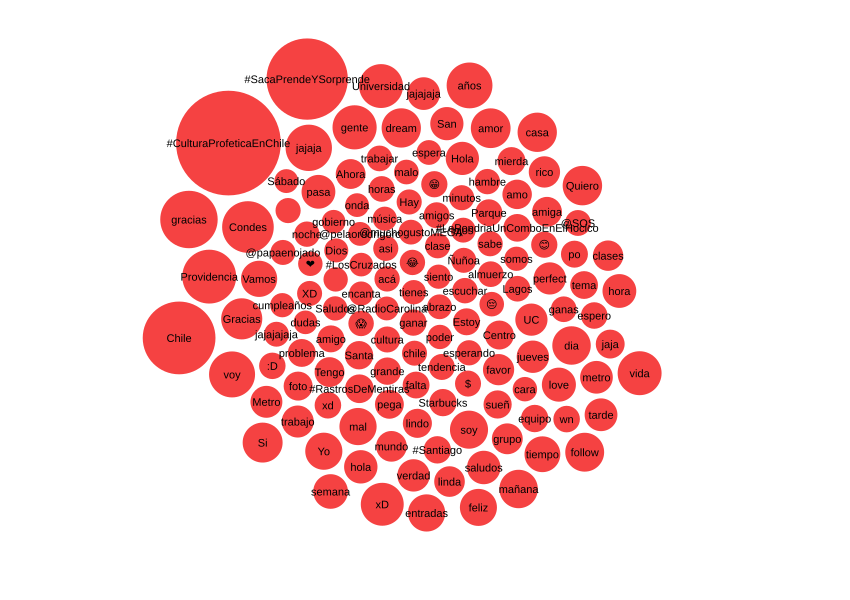 #SacaPrendeYSorprende
Universidad
jajajaja
años
#CulturaProfeticaEnChile
jajaja
gente
dream
San
amor
casa
trabajar
espera
Hola
mierda
rico
Quiero
Sábado
pasa
Ahora
horas
malo
😁
minutos
hambre
amo
amiga
@SOS
gracias
Condes
gobierno
onda
música
Hay
amigos
Parque
noche
@pelaorodrigo
@muchogustoMEGA
#LePondriaUnComboEnElHocico
@papaenojado
Dios
asi
clase
sabe
😊
po
clases
❤
#LosCruzados
😂
Ñuñoa
somos
Providencia
Vamos
XD
encanta
acá
tienes
siento
almuerzo
escuchar
Lagos
perfect
tema
hora
cumpleaños
Saludos
@RadioCarolina
abrazo
😔
ganas
espero
Chile
Gracias
dudas
😱
ganar
Estoy
UC
jajajajaja
amigo
cultura
poder
Centro
dia
jaja
problema
Santa
chile
esperando
jueves
voy
:D
Tengo
grande
tendencia
favor
metro
vida
foto
#RastrosDeMentiras
falta
$
cara
love
Metro
xd
pega
Starbucks
sueñ
trabajo
mal
lindo
soy
equipo
wn
tarde
Si
Yo
mundo
#Santiago
grupo
tiempo
follow
hola
verdad
linda
saludos
semana
xD
entradas
feliz
mañana